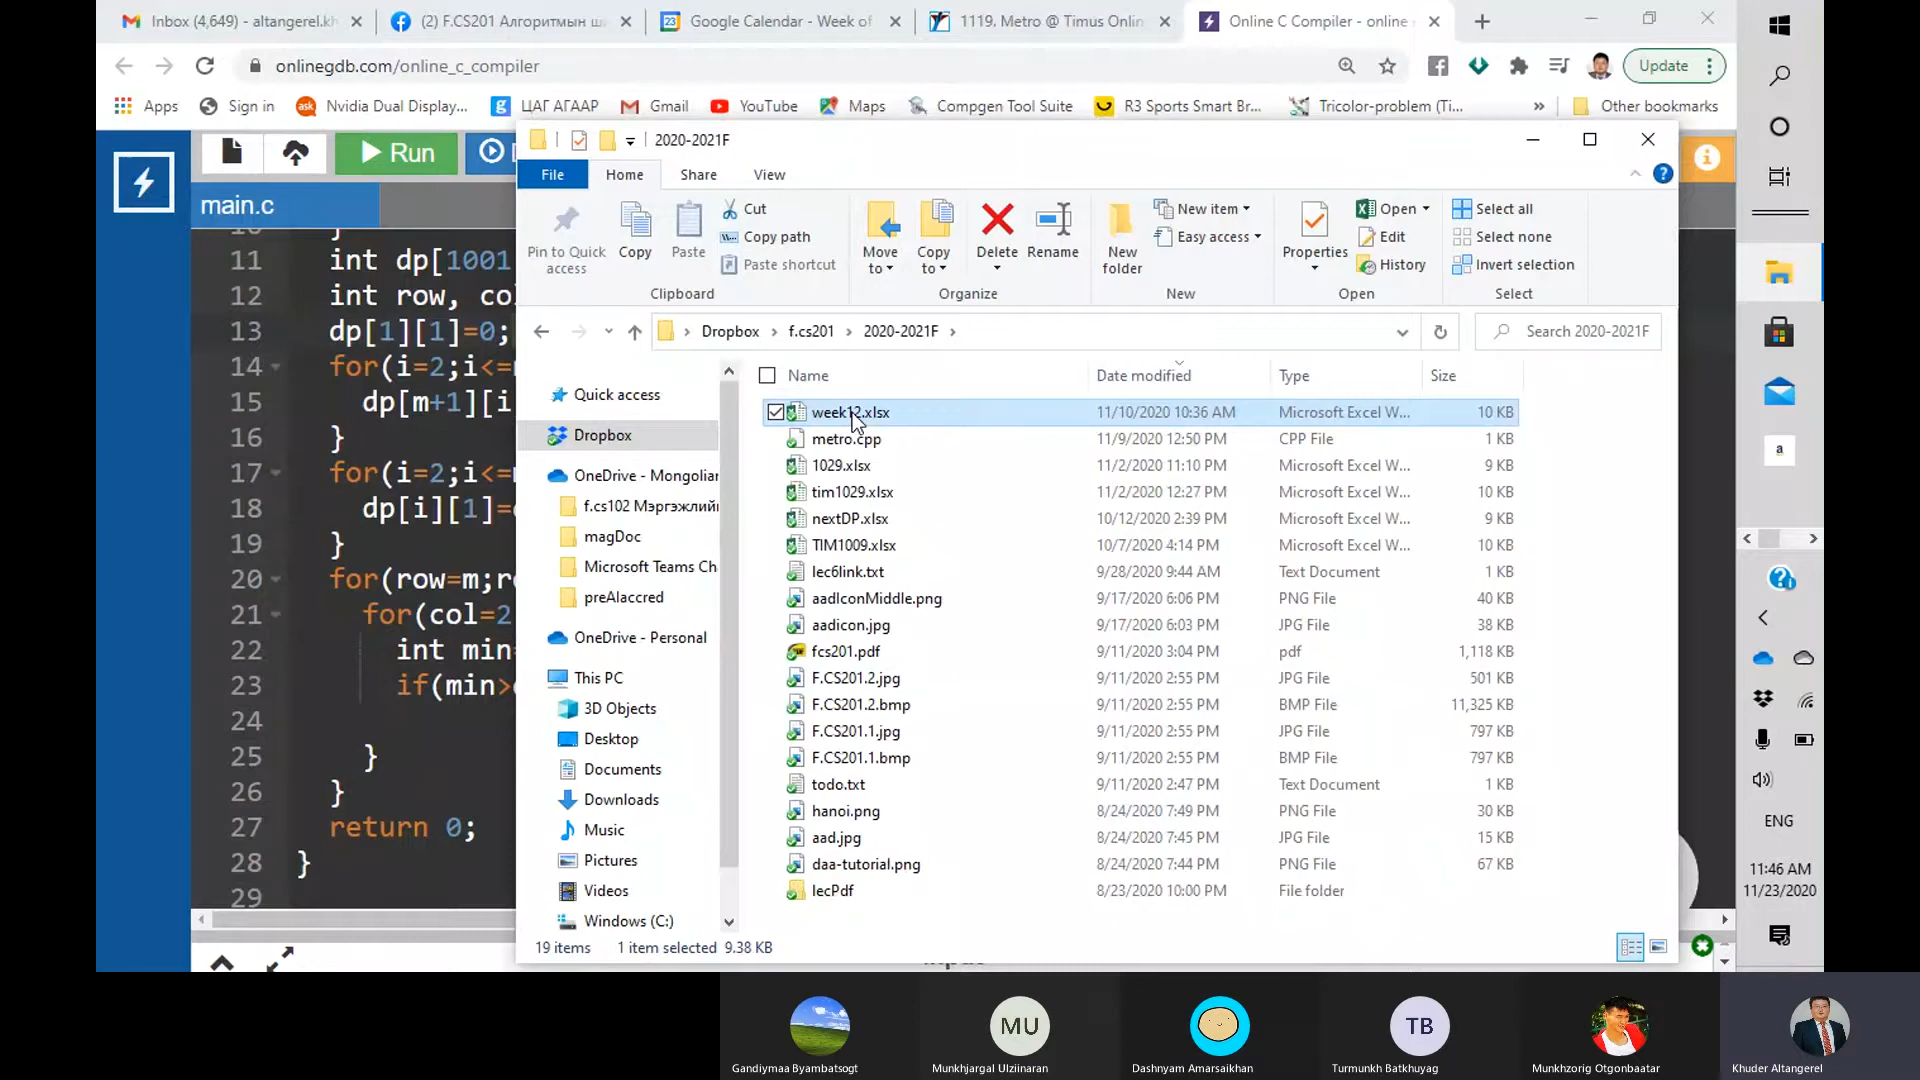 Inbox (4,649) - altangerel.kh
(2) F.CS201 Алгоритмын ш
Google Calendar - Week of
1119. Metro @ Timus Onlin
Online C Compiler - online
onlinegdb.com/online_c_compiler
Update
Apps
Sign in
Nvidia Dual Display...
ЦАГ АГААР
Gmail
YouTube
Maps
Compgen Tool Suite
R3 Sports Smart Br...
Tricolor-problem (Ti...
»
Other bookmarks
Run
main.c
11 int dp[1001
12 int row, co
13 dp[1][1]=0;
14 for(i=2;i<=
15 dp[m+1][i
16 }
17 for(i=2;i<=
18 dp[i][1]=
19 }
20 for(row=m;r
21 for(col=2
22 int min=
23 if(min>
24
25 }
26 }
27 return 0;
28 }
29
2020-2021F
File
Home
Share
View
Pin to Quick access
Copy
Paste
Cut
Copy path
Paste shortcut
Clipboard
Move to
Copy to
Delete
Rename
Organize
New folder
New item
Easy access
New
Properties
Open
Edit
History
Open
Select all
Select none
Invert selection
Select
Dropbox > f.cs201 > 2020-2021F >
Search 2020-2021F
Quick access
Dropbox
OneDrive - Mongolian
f.cs102 Мэргэжлийн
magDoc
Microsoft Teams Ch
preAlaccred
OneDrive - Personal
This PC
3D Objects
Desktop
Documents
Downloads
Music
Pictures
Videos
Windows (C:)
Name Date modified Type Size
week12.xlsx 11/10/2020 10:36 AM Microsoft Excel W... 10 KB
metro.cpp 11/9/2020 12:50 PM CPP File 1 KB
1029.xlsx 11/2/2020 11:10 PM Microsoft Excel W... 9 KB
tim1029.xlsx 11/2/2020 12:27 PM Microsoft Excel W... 10 KB
nextDP.xlsx 10/12/2020 2:39 PM Microsoft Excel W... 9 KB
TIM1009.xlsx 10/7/2020 4:14 PM Microsoft Excel W... 10 KB
lec6link.txt 9/28/2020 9:44 AM Text Document 1 KB
aadIconMiddle.png 9/17/2020 6:06 PM PNG File 40 KB
aadicon.jpg 9/17/2020 6:03 PM JPG File 38 KB
fcs201.pdf 9/11/2020 3:04 PM pdf 1,118 KB
F.CS201.2.jpg 9/11/2020 2:55 PM JPG File 501 KB
F.CS201.2.bmp 9/11/2020 2:55 PM BMP File 11,325 KB
F.CS201.1.jpg 9/11/2020 2:55 PM JPG File 797 KB
F.CS201.1.bmp 9/11/2020 2:55 PM BMP File 797 KB
todo.txt 9/11/2020 2:47 PM Text Document 1 KB
hanoi.png 8/24/2020 7:49 PM PNG File 30 KB
aad.jpg 8/24/2020 7:45 PM JPG File 15 KB
daa-tutorial.png 8/24/2020 7:44 PM PNG File 67 KB
lecPdf 8/23/2020 10:00 PM File folder
19 items 1 item selected 9.38 KB
ENG
11:46 AM
11/23/2020
MU
TB
Gandiymaa Byambatsogt
Munkhjargal Ulziinaran
Dashnyam Amarsaikhan
Turmunkh Batkhuyag
Munkhzorig Otgonbaatar
Khuder Altangerel